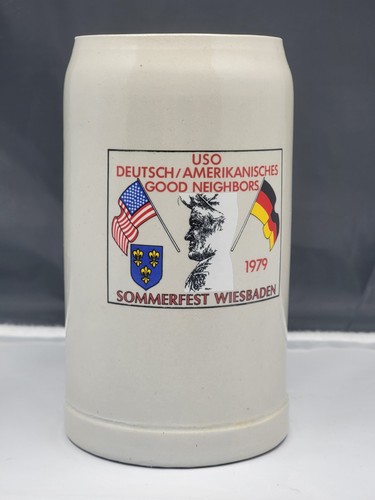 USO
DEUTSCH/AMERIKANISCHES
GOOD NEIGHBORS
1979
SOMMERFEST WIESBADEN